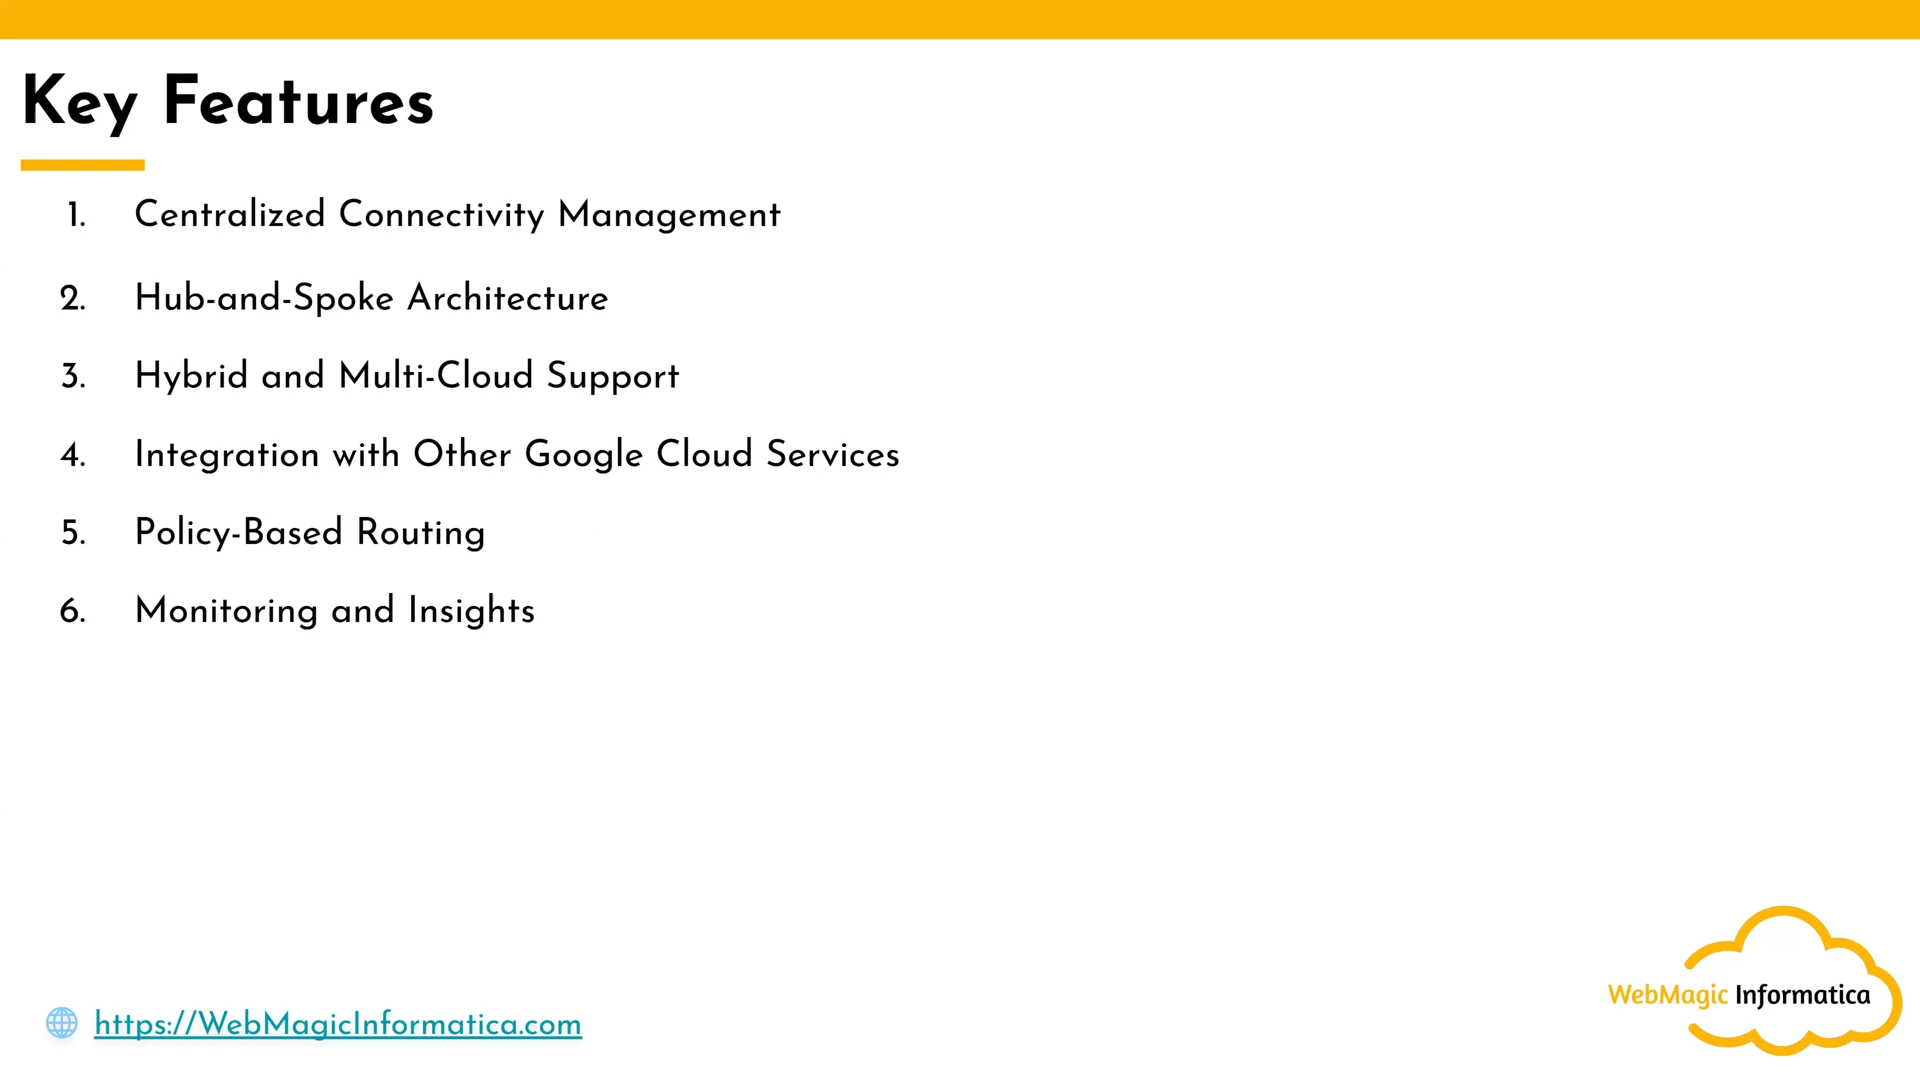 Key Features
1. Centralized Connectivity Management
2. Hub-and-Spoke Architecture
3. Hybrid and Multi-Cloud Support
4. Integration with Other Google Cloud Services
5. Policy-Based Routing
6. Monitoring and Insights
https://WebMagicInformatica.com
WebMagic Informatica